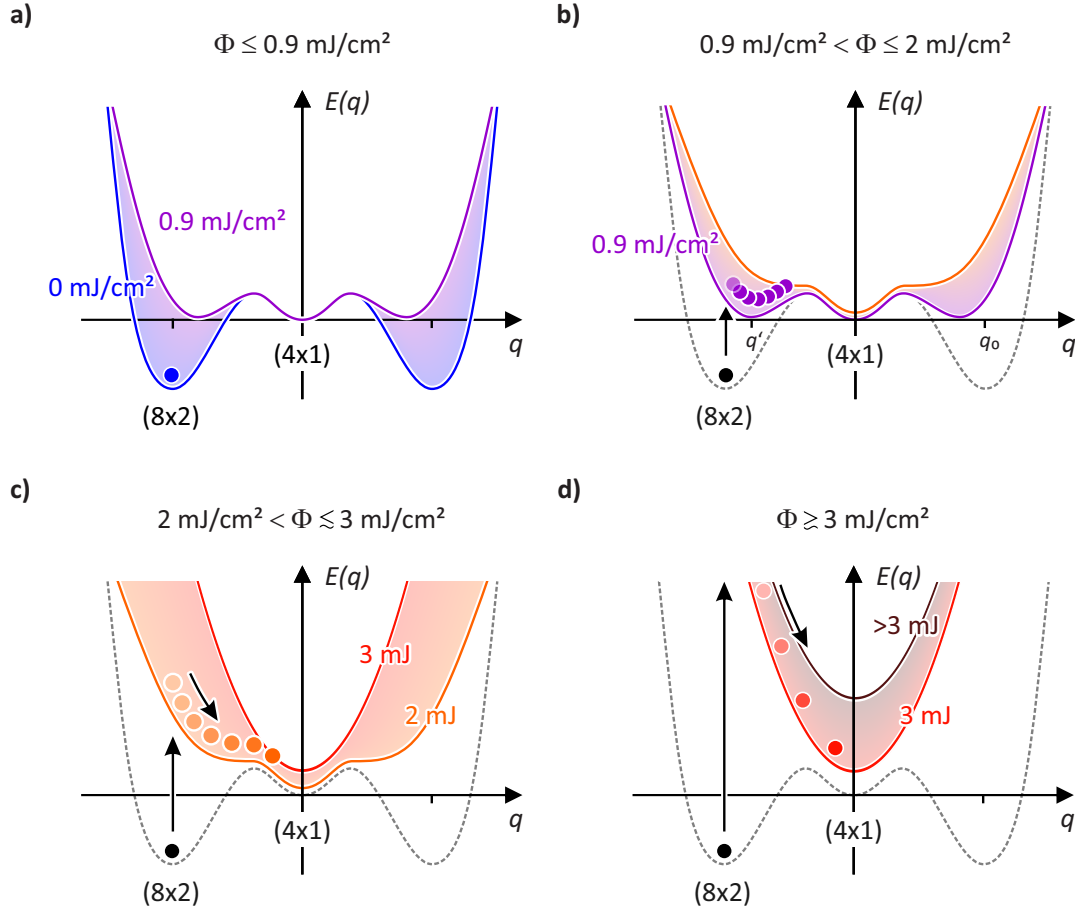 a)
Φ ≤ 0.9 mJ/cm²
E(q)
0.9 mJ/cm²
0 mJ/cm²
q
(4x1)
(8x2)
b)
0.9 mJ/cm² < Φ ≤ 2 mJ/cm²
E(q)
0.9 mJ/cm²
q'
q₀
q
(4x1)
(8x2)
c)
2 mJ/cm² < Φ ≲ 3 mJ/cm²
E(q)
3 mJ
2 mJ
q
(4x1)
(8x2)
d)
Φ ≳ 3 mJ/cm²
E(q)
>3 mJ
3 mJ
q
(4x1)
(8x2)